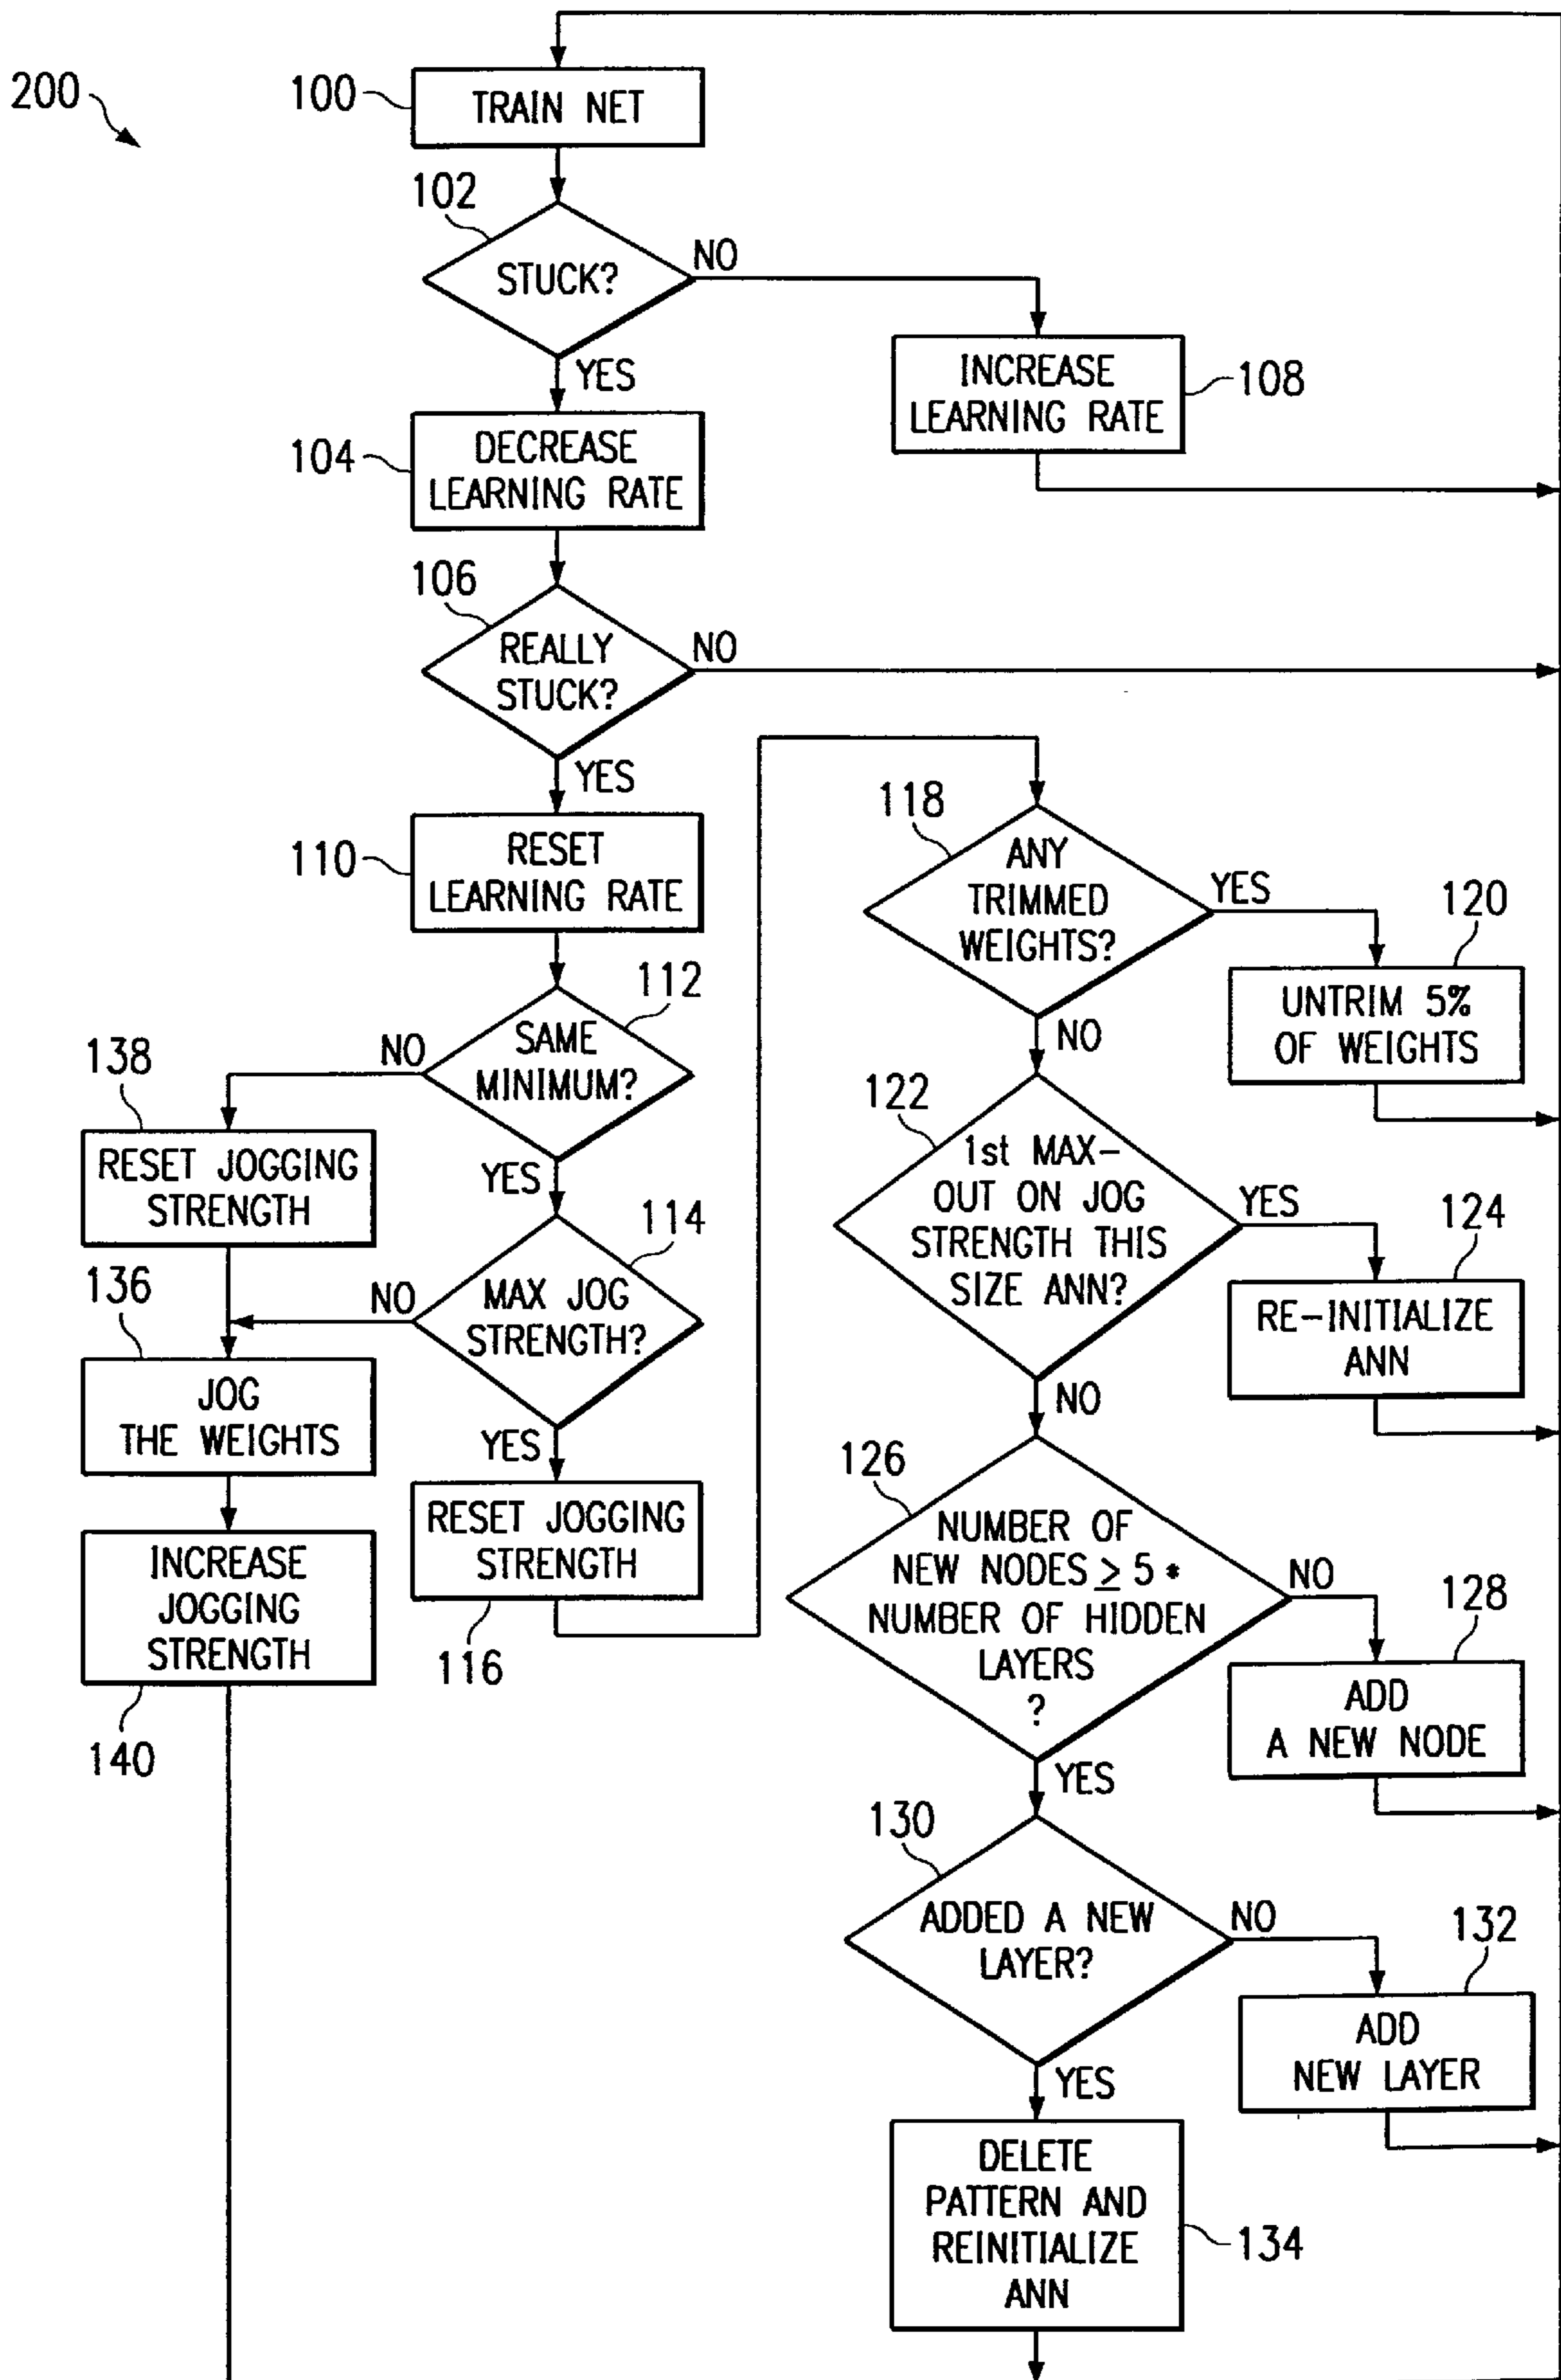 200
100
TRAIN NET
102
STUCK?
NO
YES
INCREASE
LEARNING RATE
108
104
DECREASE
LEARNING RATE
106
REALLY
STUCK?
NO
YES
110
RESET
LEARNING RATE
112
SAME
MINIMUM?
NO
YES
138
RESET JOGGING
STRENGTH
114
MAX JOG
STRENGTH?
NO
YES
136
JOG
THE WEIGHTS
RESET JOGGING
STRENGTH
116
INCREASE
JOGGING
STRENGTH
140
118
ANY
TRIMMED
WEIGHTS?
YES
NO
120
UNTRIM 5%
OF WEIGHTS
122
1st MAX-
OUT ON JOG
STRENGTH THIS
SIZE ANN?
YES
NO
124
RE-INITIALIZE
ANN
126
NUMBER OF
NEW NODES ≥ 5 *
NUMBER OF HIDDEN
LAYERS
?
NO
YES
128
ADD
A NEW NODE
130
ADDED A NEW
LAYER?
NO
YES
132
ADD
NEW LAYER
DELETE
PATTERN AND
REINITIALIZE
ANN
134